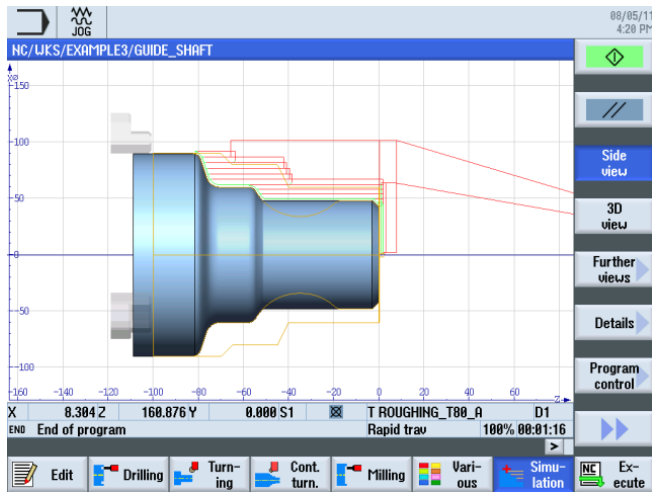 JOG
08/05/11
4:20 PM
NC/WKS/EXAMPLE3/GUIDE_SHAFT
X⌀
150
100
50
0
-50
-100
-160 -140 -120 -100 -80 -60 -40 -20 0 20 40 60 Z
X 8.304 Z 160.876 Y 0.000 S1 T ROUGHING_T80_A D1
END End of program Rapid trav 100% 00:01:16
>
Side view
3D view
Further views
Details
Program control
Edit
Drilling
Turn-
ing
Cont.
turn.
Milling
Vari-
ous
Simu-
lation
NC Ex-
ecute